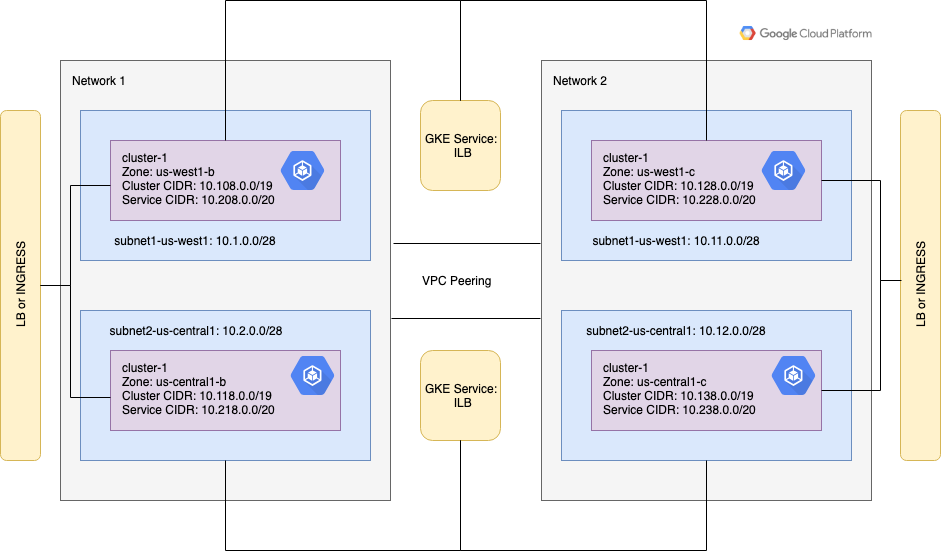 Google Cloud Platform
Network 1
Network 2
LB or INGRESS
cluster-1
Zone: us-west1-b
Cluster CIDR: 10.108.0.0/19
Service CIDR: 10.208.0.0/20
subnet1-us-west1: 10.1.0.0/28
GKE Service:
ILB
cluster-1
Zone: us-west1-c
Cluster CIDR: 10.128.0.0/19
Service CIDR: 10.228.0.0/20
subnet1-us-west1: 10.11.0.0/28
LB or INGRESS
VPC Peering
subnet2-us-central1: 10.2.0.0/28
cluster-1
Zone: us-central1-b
Cluster CIDR: 10.118.0.0/19
Service CIDR: 10.218.0.0/20
GKE Service:
ILB
subnet2-us-central1: 10.12.0.0/28
cluster-1
Zone: us-central1-c
Cluster CIDR: 10.138.0.0/19
Service CIDR: 10.238.0.0/20